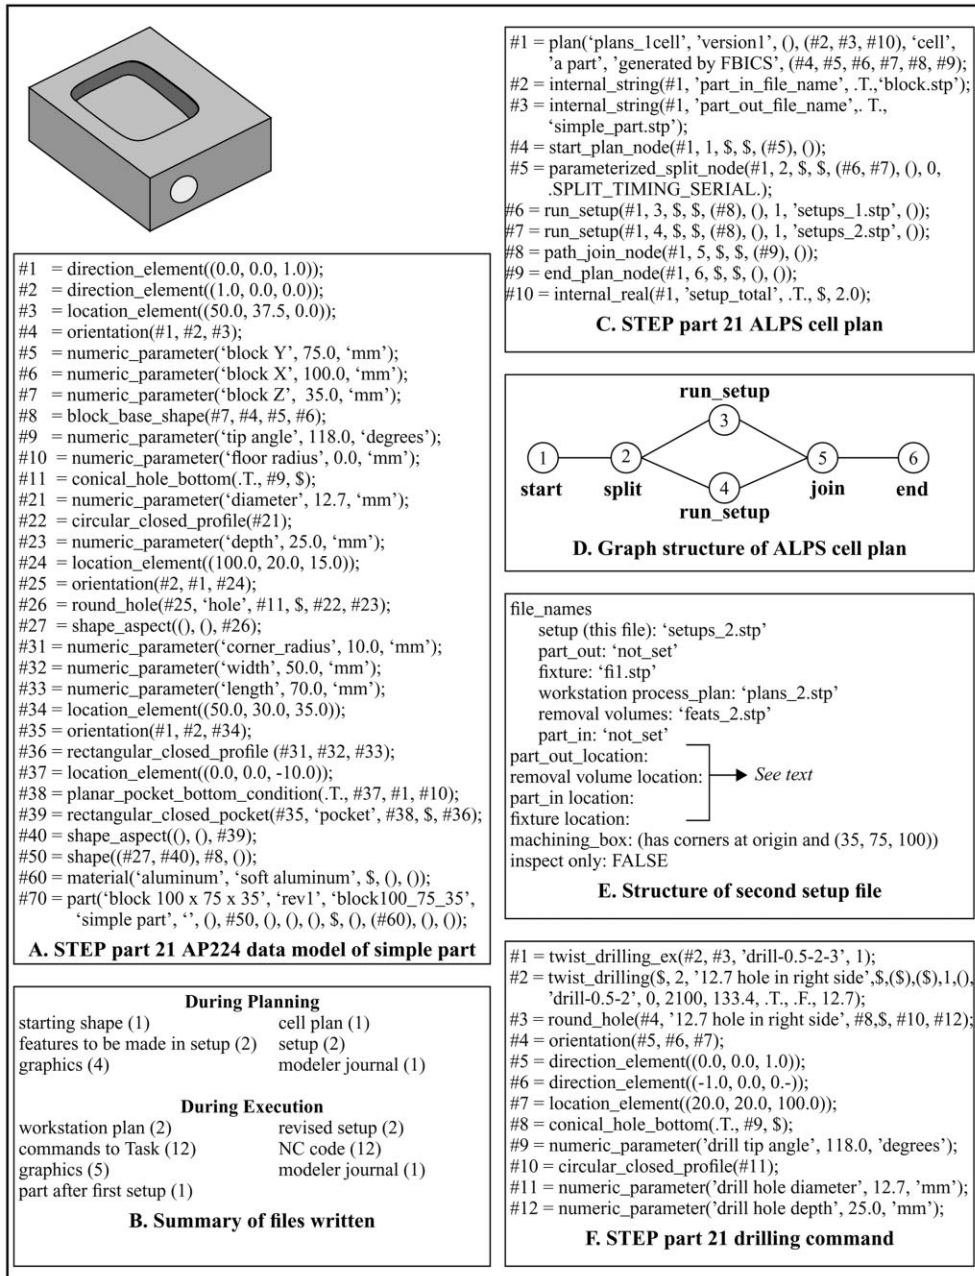 #1 = direction_element((0.0, 0.0, 1.0));
#2 = direction_element((1.0, 0.0, 0.0));
#3 = location_element((50.0, 37.5, 0.0));
#4 = orientation(#1, #2, #3);
#5 = numeric_parameter(‘block Y’, 75.0, ‘mm’);
#6 = numeric_parameter(‘block X’, 100.0, ‘mm’);
#7 = numeric_parameter(‘block Z’, 35.0, ‘mm’);
#8 = block_base_shape(#7, #4, #5, #6);
#9 = numeric_parameter(‘tip angle’, 118.0, ‘degrees’);
#10 = numeric_parameter(‘floor radius’, 0.0, ‘mm’);
#11 = conical_hole_bottom(.T., #9, $);
#21 = numeric_parameter(‘diameter’, 12.7, ‘mm’);
#22 = circular_closed_profile(#21);
#23 = numeric_parameter(‘depth’, 25.0, ‘mm’);
#24 = location_element((100.0, 20.0, 15.0));
#25 = orientation(#2, #1, #24);
#26 = round_hole(#25, ‘hole’, #11, $, #22, #23);
#27 = shape_aspect((), (), #26);
#31 = numeric_parameter(‘corner_radius’, 10.0, ‘mm’);
#32 = numeric_parameter(‘width’, 50.0, ‘mm’);
#33 = numeric_parameter(‘length’, 70.0, ‘mm’);
#34 = location_element((50.0, 30.0, 35.0));
#35 = orientation(#1, #2, #34);
#36 = rectangular_closed_profile (#31, #32, #33);
#37 = location_element((0.0, 0.0, -10.0));
#38 = planar_pocket_bottom_condition(.T., #37, #1, #10);
#39 = rectangular_closed_pocket(#35, ‘pocket’, #38, $, #36);
#40 = shape_aspect((), (), #39);
#50 = shape((#27, #40), #8, ());
#60 = material(‘aluminum’, ‘soft aluminum’, $, (), ());
#70 = part(‘block 100 x 75 x 35’, ‘rev1’, ‘block100_75_35’,
‘simple part’, ‘’, (), #50, (), (), (), $, (), (#60), (), ());
A. STEP part 21 AP224 data model of simple part
During Planning
starting shape (1) cell plan (1)
features to be made in setup (2) setup (2)
graphics (4) modeler journal (1)
During Execution
workstation plan (2) revised setup (2)
commands to Task (12) NC code (12)
graphics (5) modeler journal (1)
part after first setup (1)
B. Summary of files written
#1 = plan(‘plans_1cell’, ’version1’, (), (#2, #3, #10), ‘cell’,
‘a part’, ‘generated by FBICS’, (#4, #5, #6, #7, #8, #9);
#2 = internal_string(#1, ’part_in_file_name’, .T.,‘block.stp’);
#3 = internal_string(#1, ‘part_out_file_name’,. T.,
‘simple_part.stp’);
#4 = start_plan_node(#1, 1, $, $, (#5), ());
#5 = parameterized_split_node(#1, 2, $, $, (#6, #7), (), 0,
.SPLIT_TIMING_SERIAL.);
#6 = run_setup(#1, 3, $, $, (#8), (), 1, ‘setups_1.stp’, ());
#7 = run_setup(#1, 4, $, $, (#8), (), 1, ‘setups_2.stp’, ());
#8 = path_join_node(#1, 5, $, $, (#9), ());
#9 = end_plan_node(#1, 6, $, $, (), ());
#10 = internal_real(#1, ‘setup_total’, .T., $, 2.0);
C. STEP part 21 ALPS cell plan
run_setup
3
1 2 5 6
start split join end
4
run_setup
D. Graph structure of ALPS cell plan
file_names
setup (this file): ‘setups_2.stp’
part_out: ‘not_set’
fixture: ‘fi1.stp’
workstation process_plan: ‘plans_2.stp’
removal volumes: ‘feats_2.stp’
part_in: ‘not_set’
part_out_location:
removal volume location: See text
part_in location:
fixture location:
machining_box: (has corners at origin and (35, 75, 100))
inspect only: FALSE
E. Structure of second setup file
#1 = twist_drilling_ex(#2, #3, ’drill-0.5-2-3’, 1);
#2 = twist_drilling($, 2, ’12.7 hole in right side’,$,($),($),1,(),
’drill-0.5-2’, 0, 2100, 133.4, .T., .F., 12.7);
#3 = round_hole(#4, ’12.7 hole in right side’, #8,$, #10, #12);
#4 = orientation(#5, #6, #7);
#5 = direction_element((0.0, 0.0, 1.0));
#6 = direction_element((-1.0, 0.0, 0.-));
#7 = location_element((20.0, 20.0, 100.0));
#8 = conical_hole_bottom(.T., #9, $);
#9 = numeric_parameter(’drill tip angle’, 118.0, ’degrees’);
#10 = circular_closed_profile(#11);
#11 = numeric_parameter(’drill hole diameter’, 12.7, ’mm’);
#12 = numeric_parameter(’drill hole depth’, 25.0, ’mm’);
F. STEP part 21 drilling command